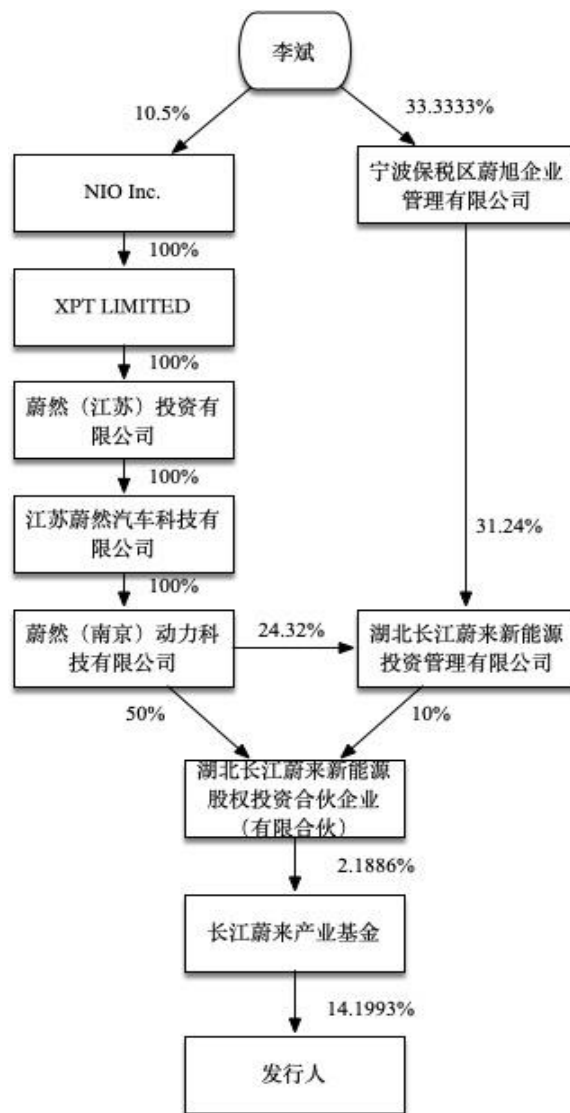 李斌
10.5%
33.3333%
NIO Inc.
宁波保税区蔚旭企业
管理有限公司
100%
XPT LIMITED
100%
蔚然（江苏）投资有
限公司
100%
江苏蔚然汽车科技有
限公司
31.24%
100%
蔚然（南京）动力科
技有限公司
24.32%
湖北长江蔚来新能源
投资管理有限公司
50%
10%
湖北长江蔚来新能源
股权投资合伙企业
（有限合伙）
2.1886%
长江蔚来产业基金
14.1993%
发行人